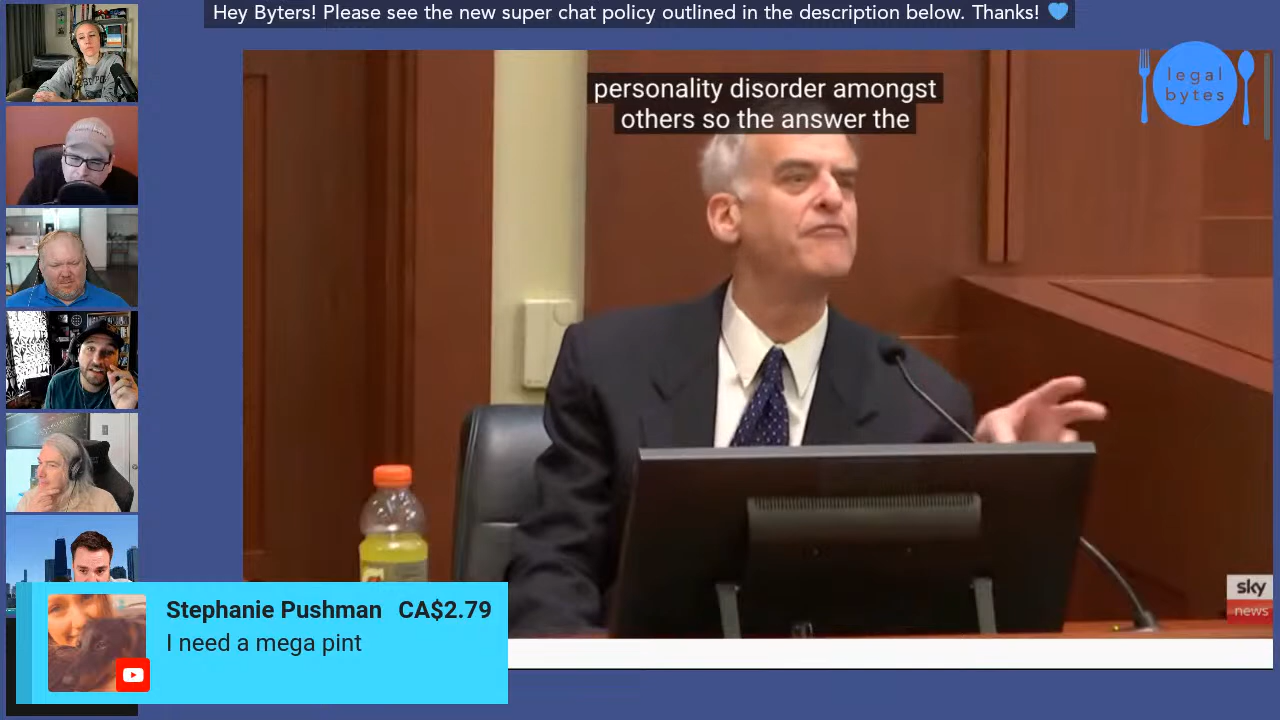 Hey Byters! Please see the new super chat policy outlined in the description below. Thanks! 💙
legal
bytes
personality disorder amongst
others so the answer the
sky
news
Stephanie Pushman CA$2.79
I need a mega pint